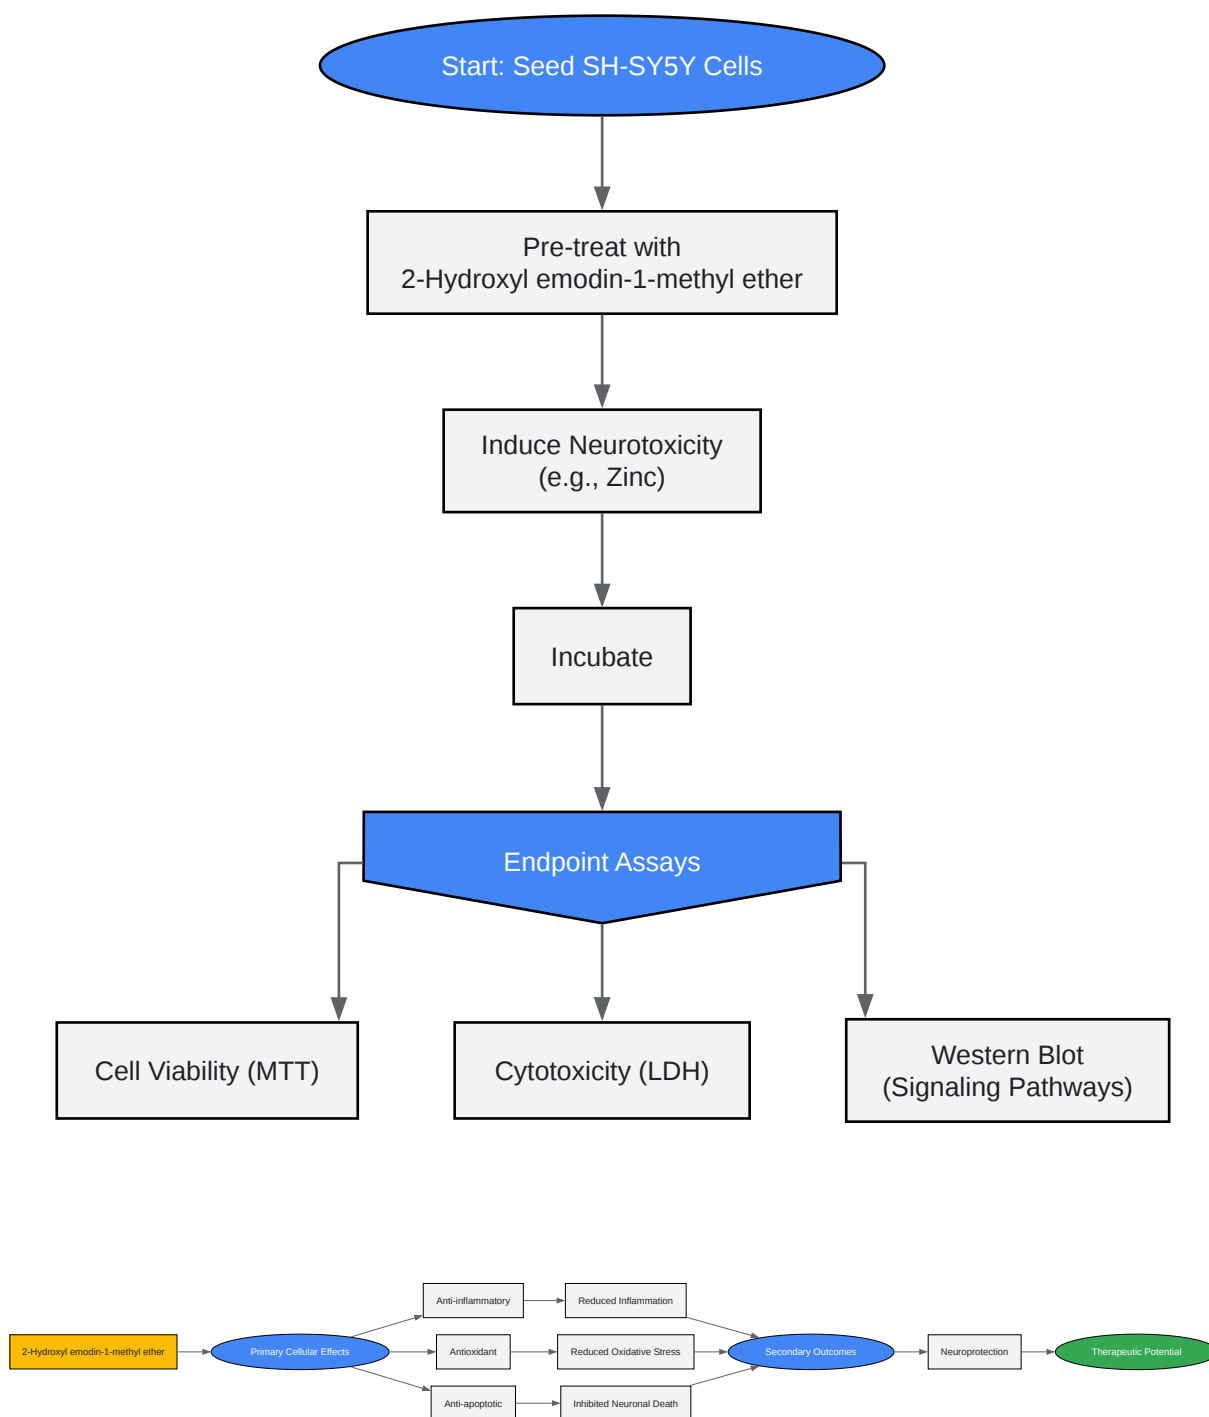 Start: Seed SH-SY5Y Cells
Pre-treat with
2-Hydroxyl emodin-1-methyl ether
Induce Neurotoxicity
(e.g., Zinc)
Incubate
Endpoint Assays
Cell Viability (MTT)
Cytotoxicity (LDH)
Western Blot
(Signaling Pathways)
2-Hydroxyl emodin-1-methyl ether
Primary Cellular Effects
Anti-inflammatory
Reduced Inflammation
Antioxidant
Reduced Oxidative Stress
Anti-apoptotic
Inhibited Neuronal Death
Secondary Outcomes
Neuroprotection
Therapeutic Potential